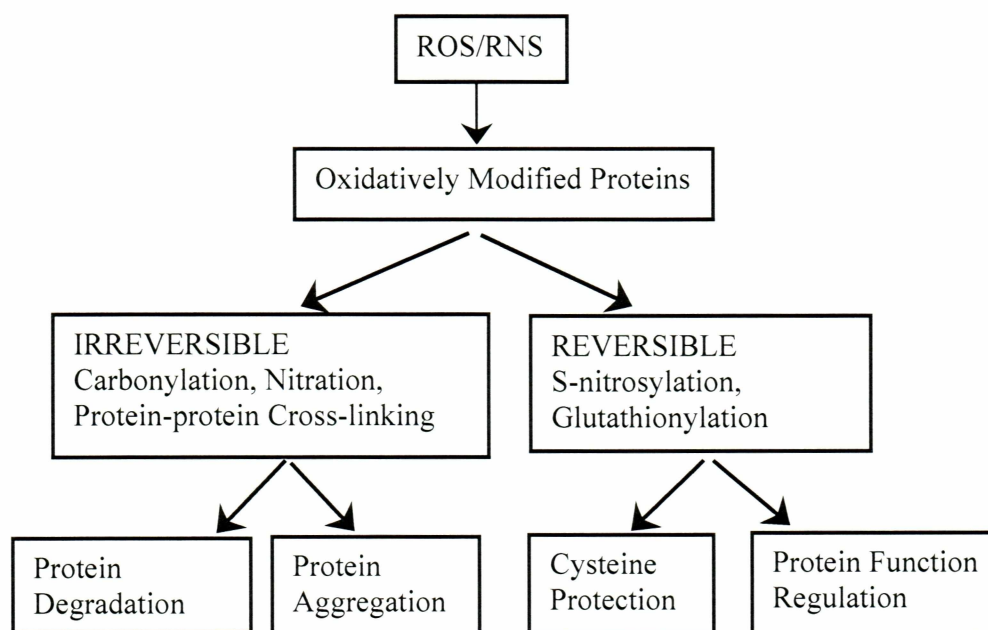 ROS/RNS
Oxidatively Modified Proteins
IRREVERSIBLE
Carbonylation, Nitration,
Protein-protein Cross-linking
REVERSIBLE
S-nitrosylation,
Glutathionylation
Protein
Degradation
Protein
Aggregation
Cysteine
Protection
Protein Function
Regulation